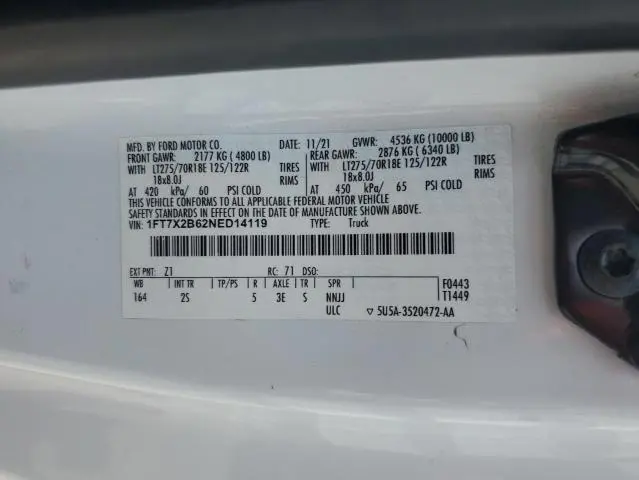 MFD. BY FORD MOTOR CO. DATE: 11/21 GVWR: 4536 KG (10000 LB)
FRONT GAWR: 2177 KG ( 4800 LB) REAR GAWR: 2876 KG ( 6340 LB)
WITH LT275/70R18E 125/122R TIRES WITH LT275/70R18E 125/122R TIRES
18x8.0J RIMS 18x8.0J RIMS
AT 420 kPa/ 60 PSI COLD AT 450 kPa/ 65 PSI COLD
THIS VEHICLE CONFORMS TO ALL APPLICABLE FEDERAL MOTOR VEHICLE
SAFETY STANDARDS IN EFFECT ON THE DATE OF MANUFACTURE SHOWN ABOVE.
VIN: 1FT7X2B62NED14119 TYPE: Truck
EXT PNT: Z1 RC: 71 DSO:
WB INT TR TP/PS R AXLE TR SPR F0443
164 2S 5 3E S NNJJ T1449
ULC ▽ 5U5A-3520472-AA